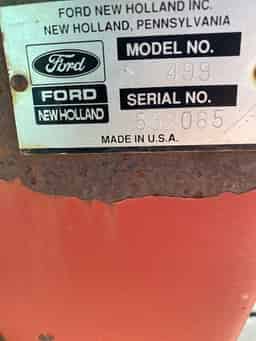 FORD NEW HOLLAND INC.
NEW HOLLAND, PENNSYLVANIA
Ford
MODEL NO.
499
FORD
NEW HOLLAND
SERIAL NO.
MADE IN U.S.A.